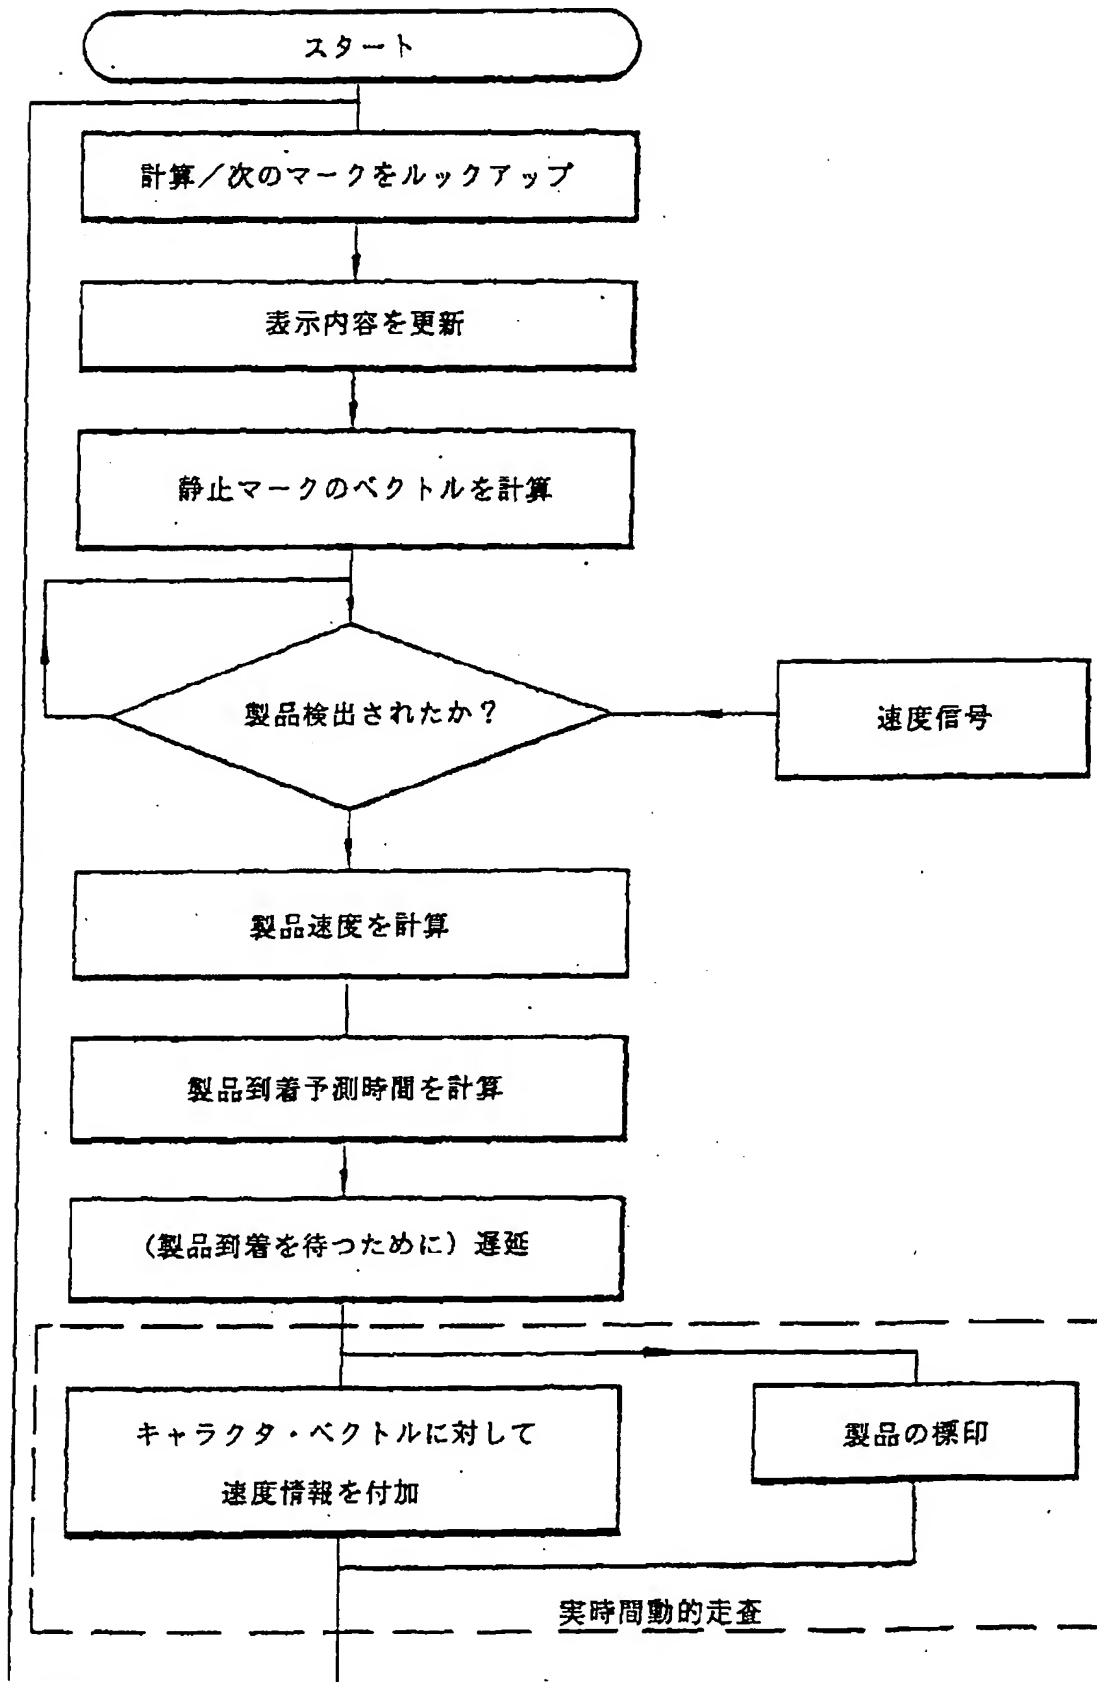 スタート
計算／次のマークをルックアップ
表示内容を更新
静止マークのベクトルを計算
製品検出されたか？
速度信号
製品速度を計算
製品到着予測時間を計算
（製品到着を待つために）遅延
キャラクタ・ベクトルに対して
速度情報を付加
製品の標印
実時間動的走査